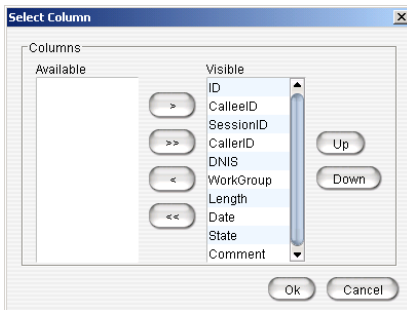 Select Column
Columns
Available
Visible
ID
CalleeID
SessionID
CallerID
DNIS
WorkGroup
Length
Date
State
Comment
>
>>
<
<<
Up
Down
Ok
Cancel